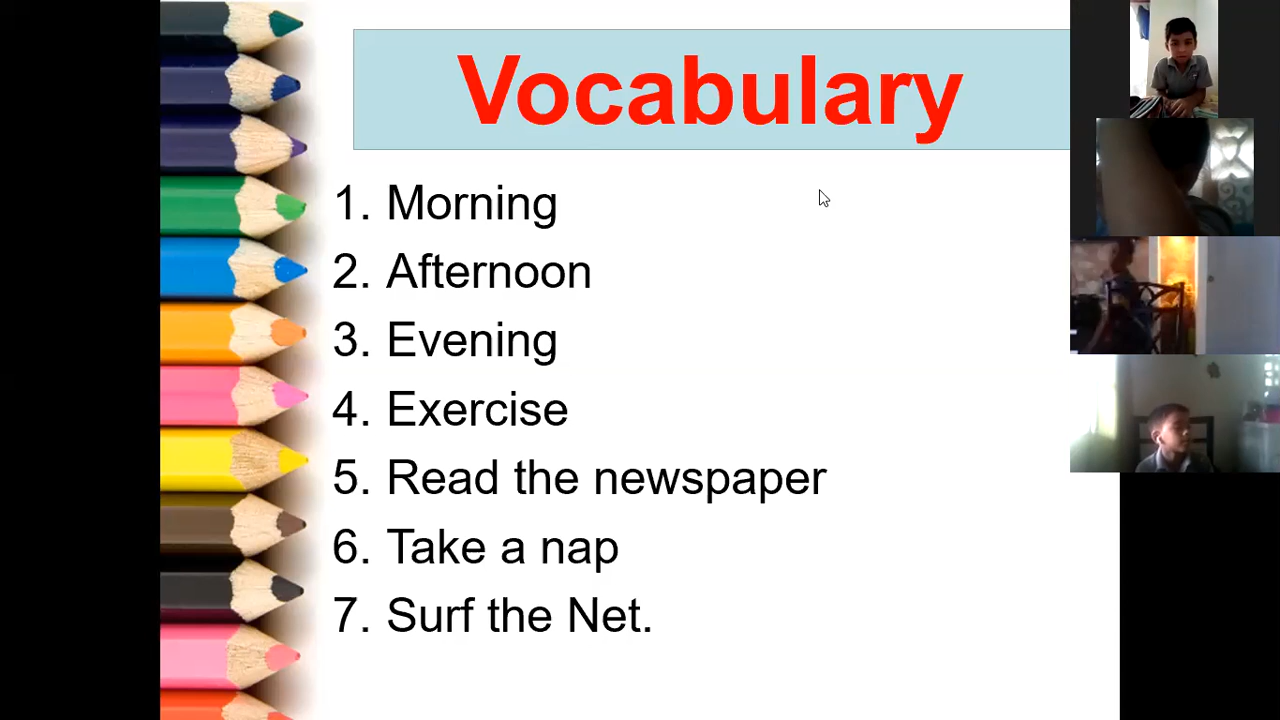 Vocabulary
1. Morning
2. Afternoon
3. Evening
4. Exercise
5. Read the newspaper
6. Take a nap
7. Surf the Net.